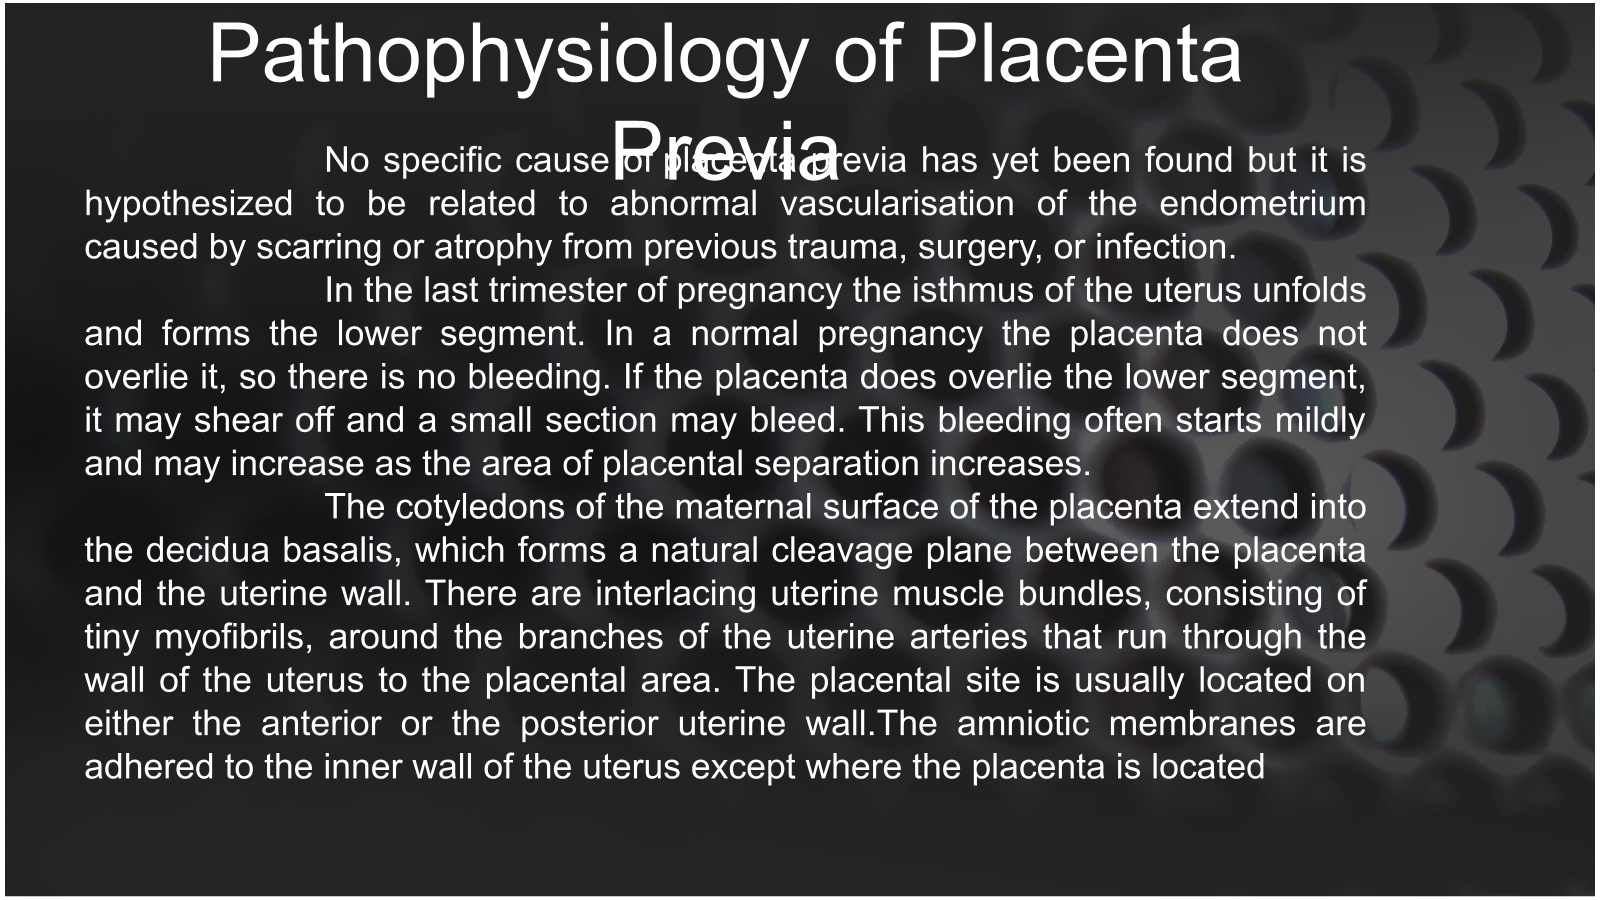 Pathophysiology of Placenta
Previa
No specific cause of placenta previa has yet been found but it is
hypothesized to be related to abnormal vascularisation of the endometrium
caused by scarring or atrophy from previous trauma, surgery, or infection.
In the last trimester of pregnancy the isthmus of the uterus unfolds
and forms the lower segment. In a normal pregnancy the placenta does not
overlie it, so there is no bleeding. If the placenta does overlie the lower segment,
it may shear off and a small section may bleed. This bleeding often starts mildly
and may increase as the area of placental separation increases.
The cotyledons of the maternal surface of the placenta extend into
the decidua basalis, which forms a natural cleavage plane between the placenta
and the uterine wall. There are interlacing uterine muscle bundles, consisting of
tiny myofibrils, around the branches of the uterine arteries that run through the
wall of the uterus to the placental area. The placental site is usually located on
either the anterior or the posterior uterine wall.The amniotic membranes are
adhered to the inner wall of the uterus except where the placenta is located